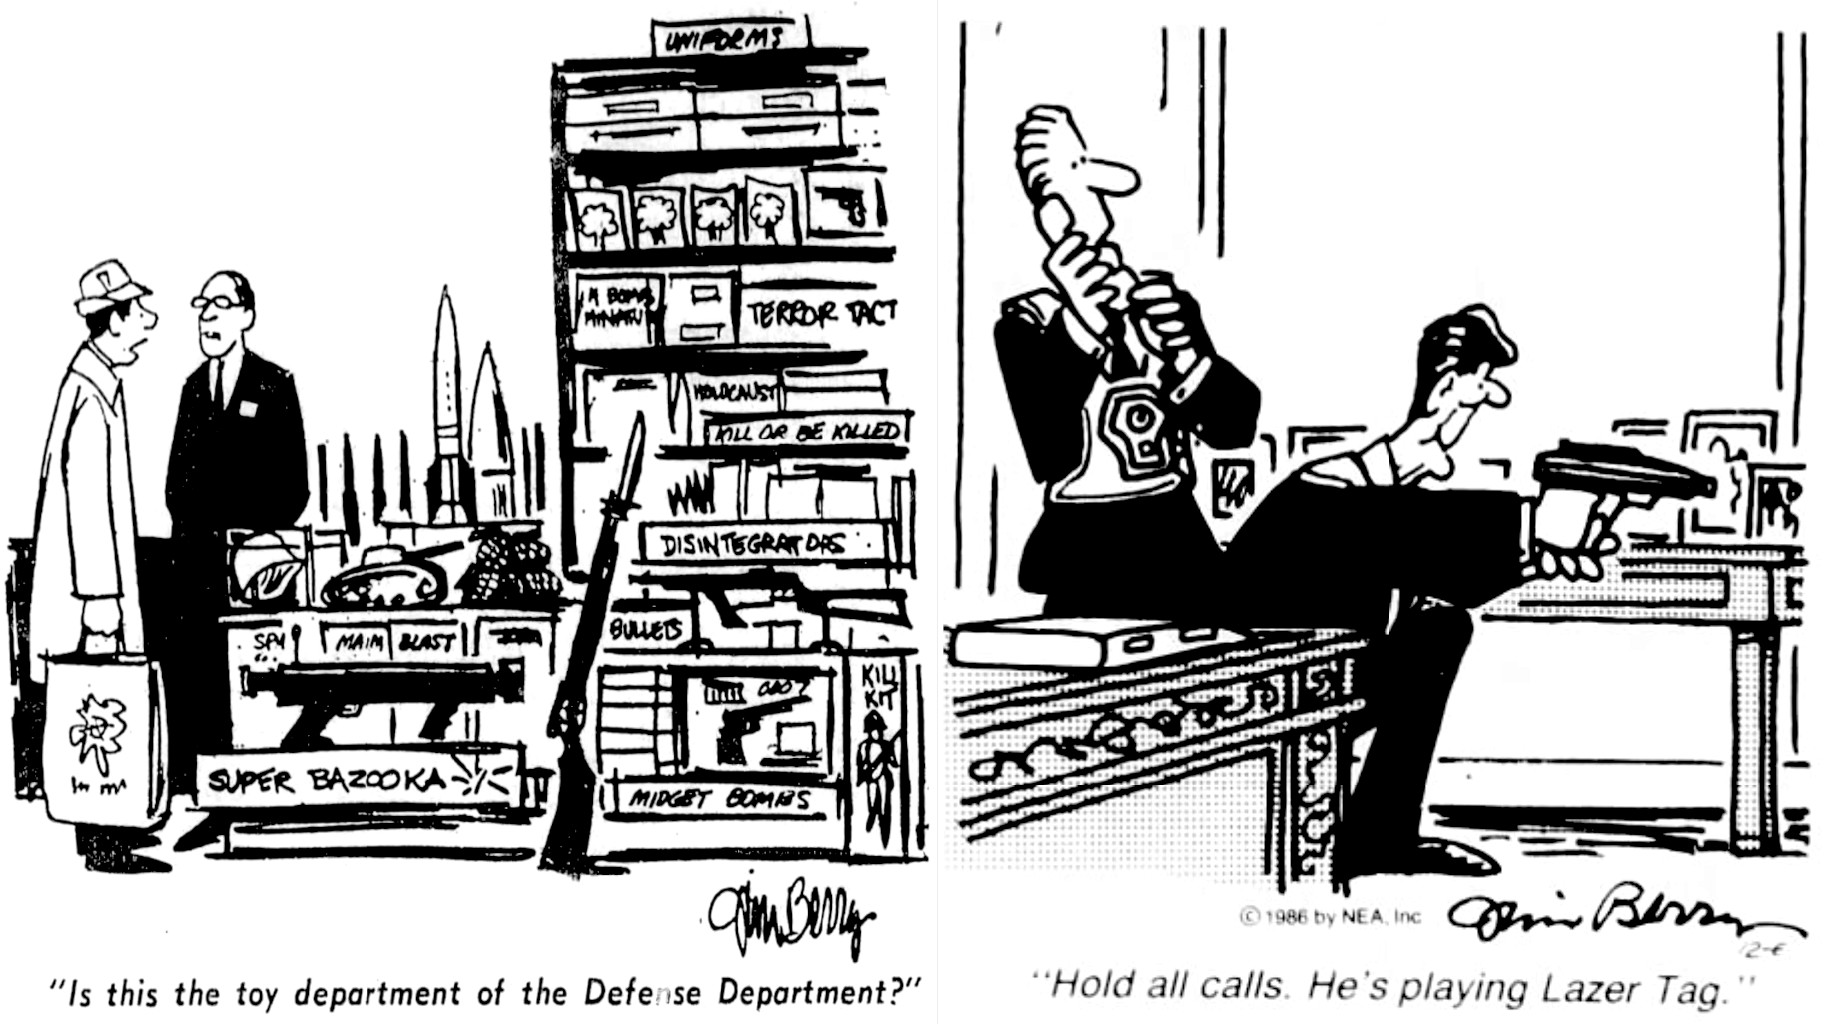 UNIFORMS
TERROR TACT
HOLOCAUST
KILL OR BE KILLED
DISINTEGRATORS
BULLETS
SPY
MAIM
BLAST
KILL
KIT
SUPER BAZOOKA
MIDGET BOMBS
Jim Berry
"Is this the toy department of the Defense Department?"
© 1986 by NEA, Inc
Jim Berry
"Hold all calls. He's playing Lazer Tag."